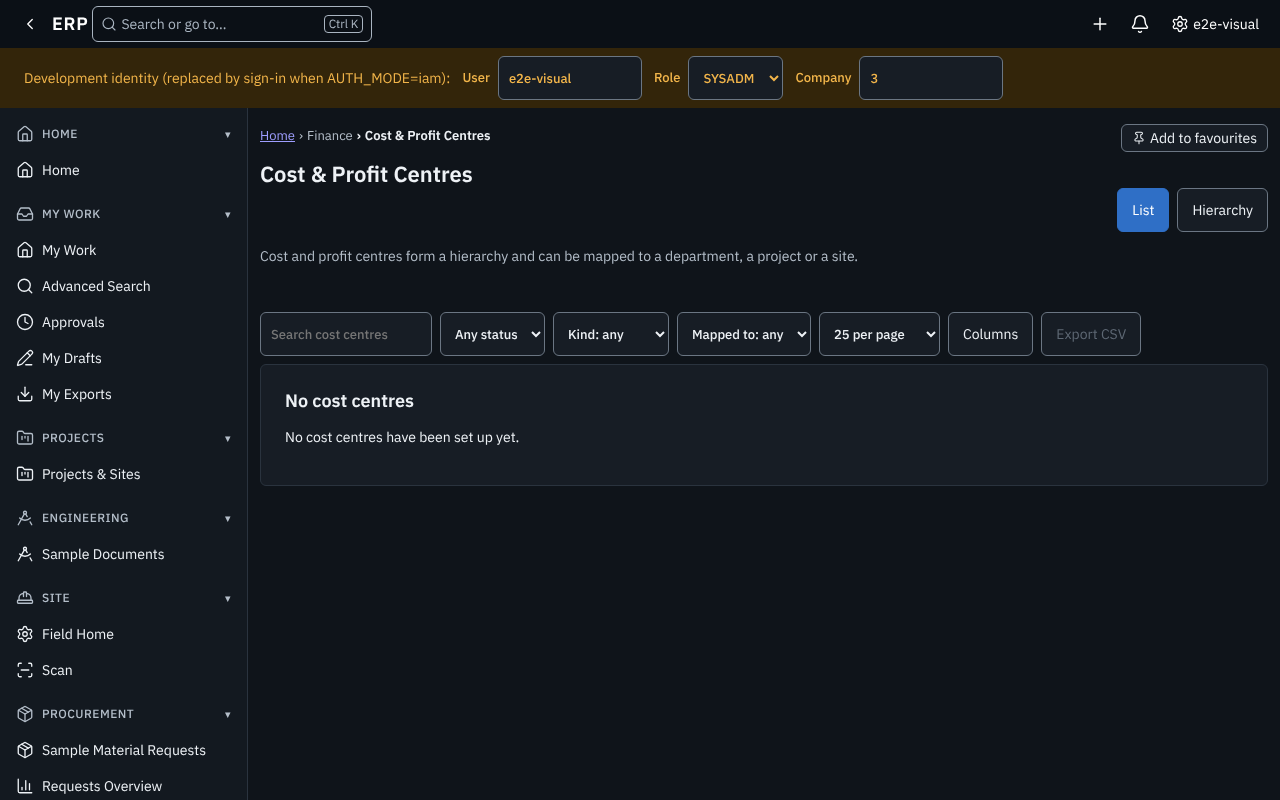 ERP
Search or go to...
Ctrl K
e2e-visual
Development identity (replaced by sign-in when AUTH_MODE=iam):
User
e2e-visual
Role
SYSADM
Company
3
HOME
Home
MY WORK
My Work
Advanced Search
Approvals
My Drafts
My Exports
PROJECTS
Projects & Sites
ENGINEERING
Sample Documents
SITE
Field Home
Scan
PROCUREMENT
Sample Material Requests
Requests Overview
Home › Finance › Cost & Profit Centres
Add to favourites
Cost & Profit Centres
List
Hierarchy
Cost and profit centres form a hierarchy and can be mapped to a department, a project or a site.
Search cost centres
Any status
Kind: any
Mapped to: any
25 per page
Columns
Export CSV
No cost centres
No cost centres have been set up yet.